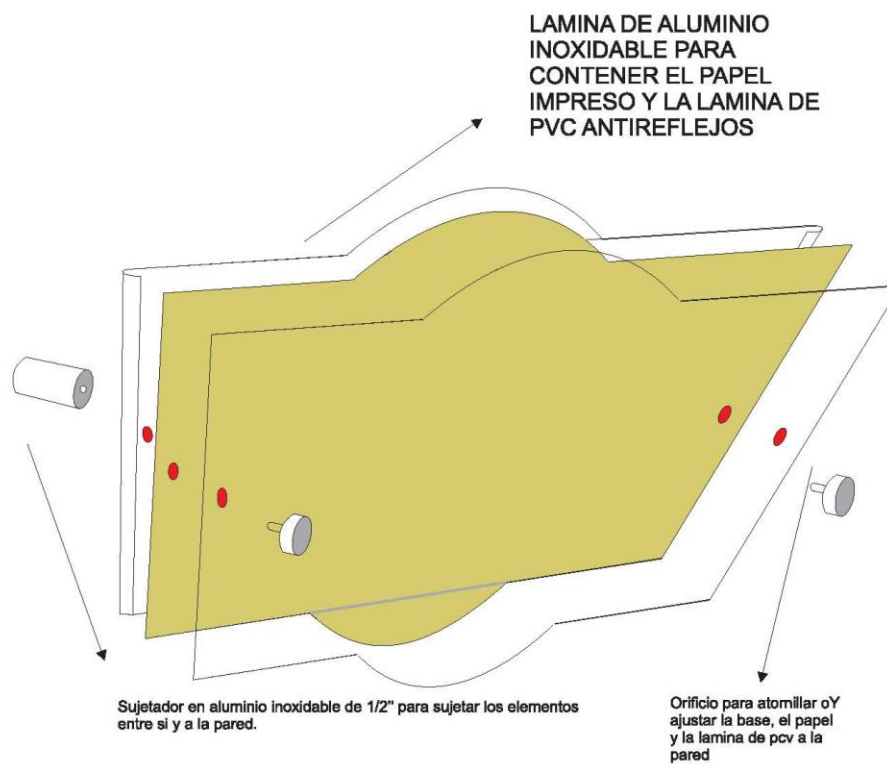 LAMINA DE ALUMINIO
INOXIDABLE PARA
CONTENER EL PAPEL
IMPRESO Y LA LAMINA DE
PVC ANTIREFLEJOS
Sujetador en aluminio inoxidable de 1/2" para sujetar los elementos
entre si y a la pared.
Orificio para atornillar oY
ajustar la base, el papel
y la lamina de pcv a la
pared